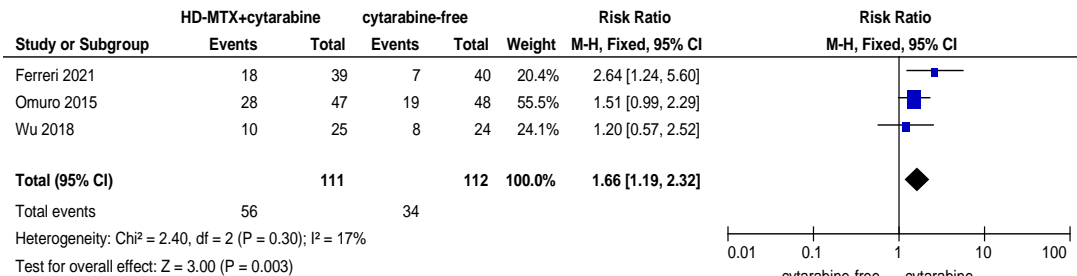 HD-MTX+cytarabine cytarabine-free Risk Ratio Risk Ratio
Study or Subgroup Events Total Events Total Weight M-H, Fixed, 95% CI M-H, Fixed, 95% CI
Ferreri 2021 18 39 7 40 20.4% 2.64 [1.24, 5.60]
Omuro 2015 28 47 19 48 55.5% 1.51 [0.99, 2.29]
Wu 2018 10 25 8 24 24.1% 1.20 [0.57, 2.52]
Total (95% CI) 111 112 100.0% 1.66 [1.19, 2.32]
Total events 56 34
Heterogeneity: Chi² = 2.40, df = 2 (P = 0.30); I² = 17%
0.01 0.1 1 10 100
Test for overall effect: Z = 3.00 (P = 0.003)
cytarabine-free cytarabine